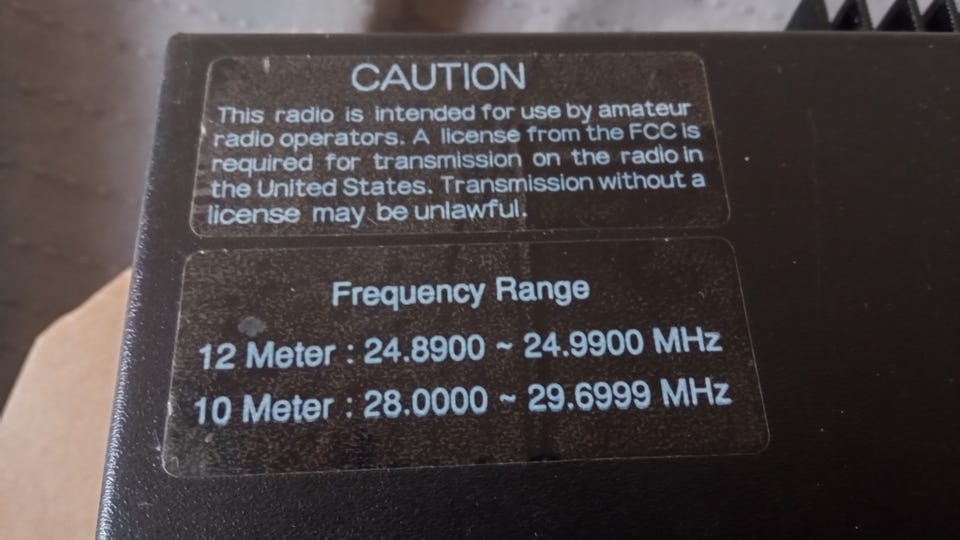 CAUTION
This radio is intended for use by amateur
radio operators. A license from the FCC is
required for transmission on the radio in
the United States. Transmission without a
license may be unlawful.
Frequency Range
12 Meter : 24.8900 ~ 24.9900 MHz
10 Meter : 28.0000 ~ 29.6999 MHz